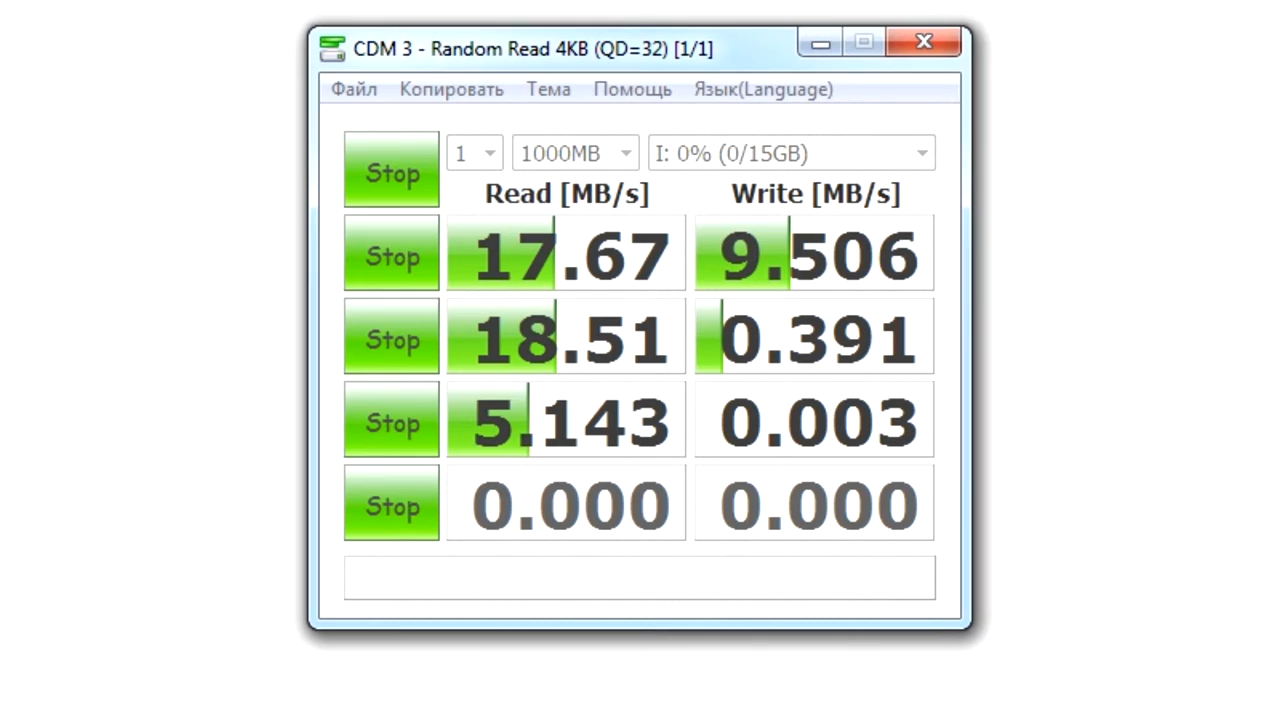 CDM 3 - Random Read 4KB (QD=32) [1/1]
Файл Копировать Тема Помощь Язык(Language)
Stop 1 1000MB I: 0% (0/15GB)
Read [MB/s] Write [MB/s]
Stop 17.67 9.506
Stop 18.51 0.391
Stop 5.143 0.003
Stop 0.000 0.000